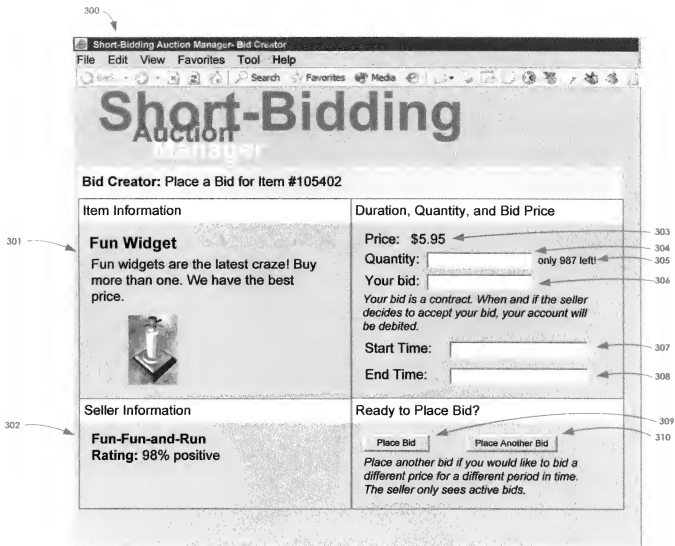 300
Short-Bidding Auction Manager- Bid Creator
File Edit View Favorites Tool Help
Search Favorites Media
Short-Bidding
Auction
Manager
Bid Creator: Place a Bid for Item #105402
Item Information
301
Fun Widget
Fun widgets are the latest craze! Buy
more than one. We have the best
price.
Duration, Quantity, and Bid Price
Price: $5.95
303
304
Quantity: only 987 left!
305
Your bid:
306
Your bid is a contract. When and if the seller
decides to accept your bid, your account will
be debited.
Start Time:
307
End Time:
308
Seller Information
302
Fun-Fun-and-Run
Rating: 98% positive
Ready to Place Bid?
309
Place Bid Place Another Bid
310
Place another bid if you would like to bid a
different price for a different period in time.
The seller only sees active bids.